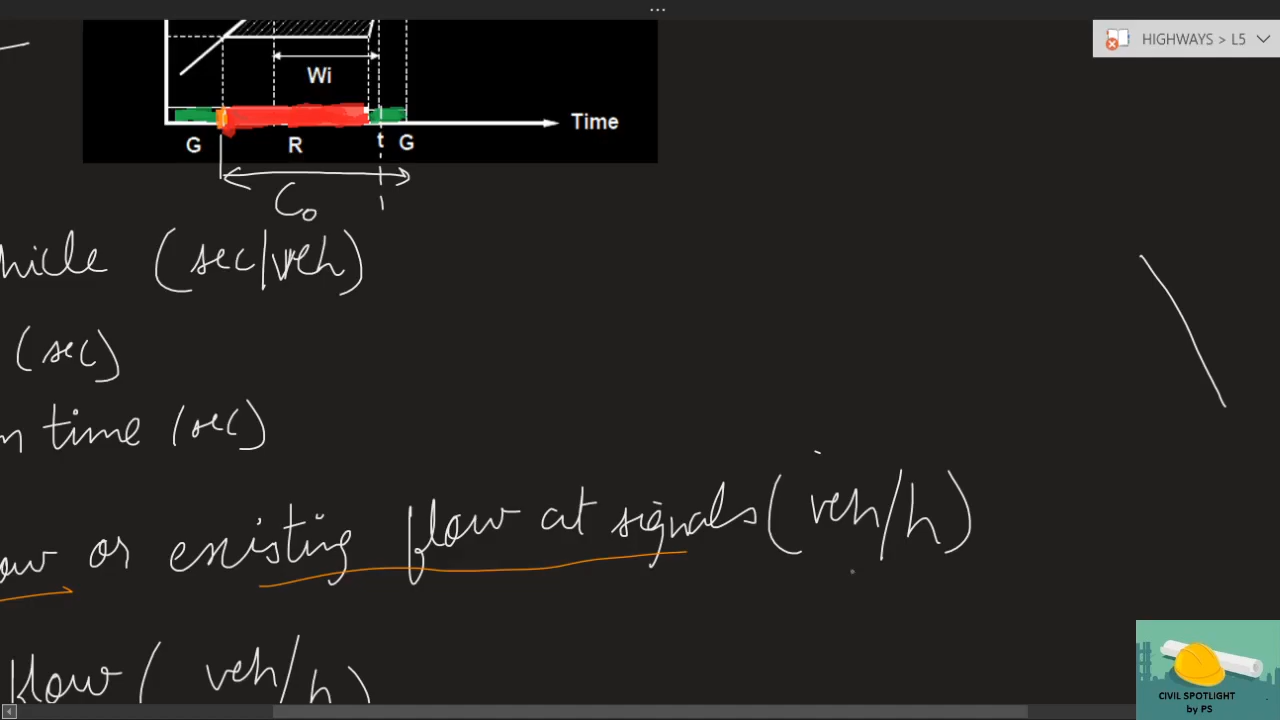 HIGHWAYS > L5
Wi
Time
G R t G
Co
hicle (sec/veh)
(sec)
m time (sec)
ow or existing flow at signals (veh/h)
flow (veh/h)
CIVIL SPOTLIGHT
by PS